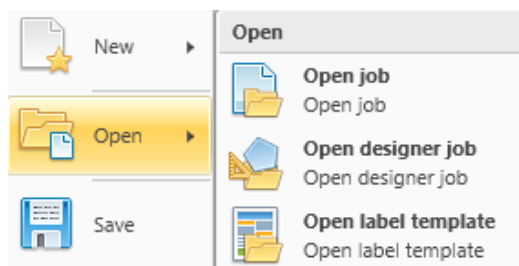 New
Open
Save
Open
Open job
Open job
Open designer job
Open designer job
Open label template
Open label template